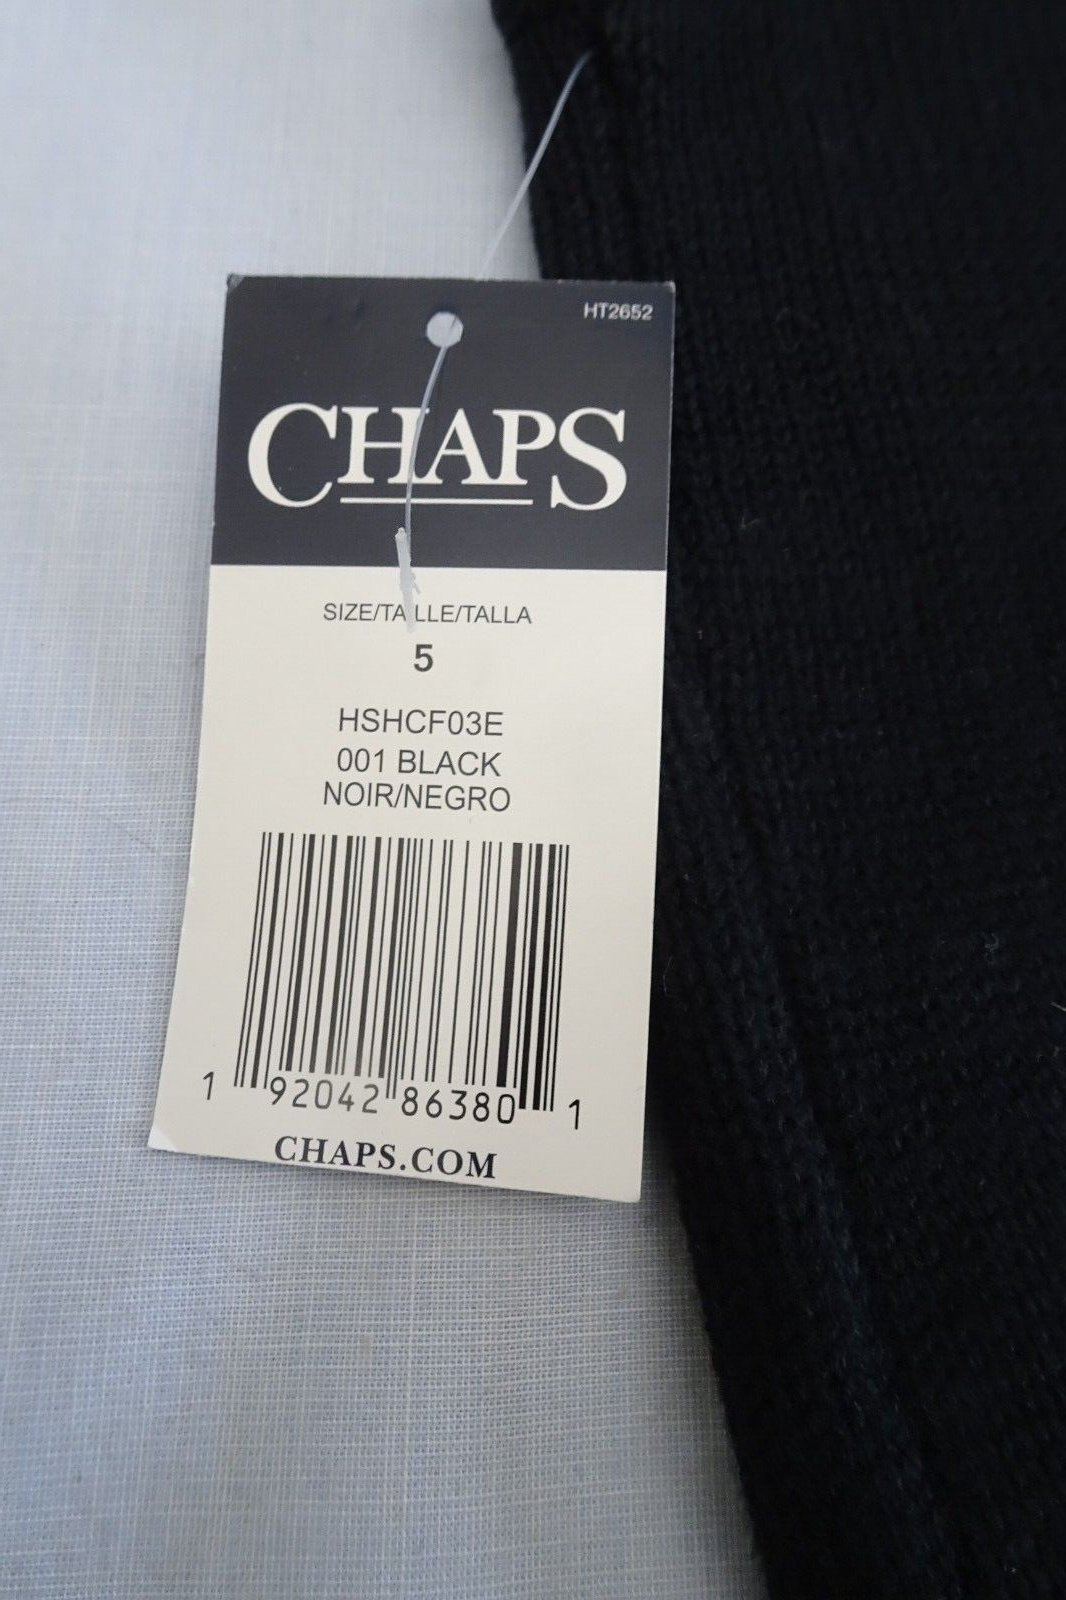 HT2652
CHAPS
SIZE/TAILLE/TALLA
5
HSHCF03E
001 BLACK
NOIR/NEGRO
1 92042 86380 1
CHAPS.COM